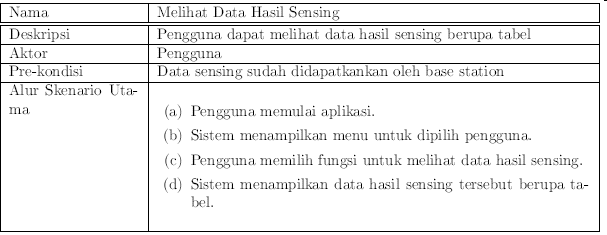 Nama Melihat Data Hasil Sensing
Deskripsi Pengguna dapat melihat data hasil sensing berupa tabel
Aktor Pengguna
Pre-kondisi Data sensing sudah didapatkankan oleh base station
Alur Skenario Uta-
ma
(a) Pengguna memulai aplikasi.
(b) Sistem menampilkan menu untuk dipilih pengguna.
(c) Pengguna memilih fungsi untuk melihat data hasil sensing.
(d) Sistem menampilkan data hasil sensing tersebut berupa ta-
bel.